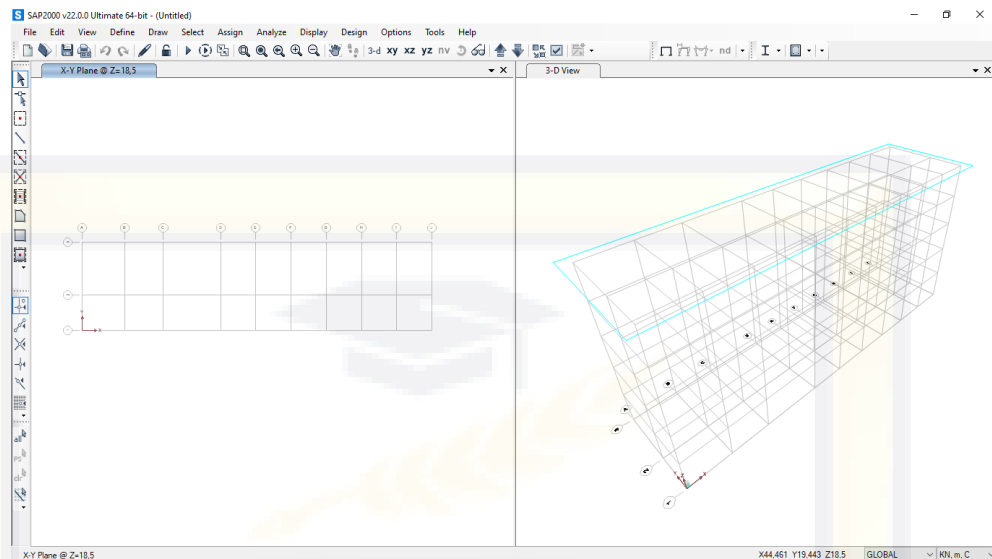 SAP2000 v22.0.0 Ultimate 64-bit - (Untitled)
File Edit View Define Draw Select Assign Analyze Display Design Options Tools Help
3-d xy xz yz nv nd
X-Y Plane @ Z=18,5
3-D View
A B C D E F G H I J
Y
X
Z
Y
X
X-Y Plane @ Z=18,5
X44,461 Y19,443 Z18,5
GLOBAL
KN, m, C